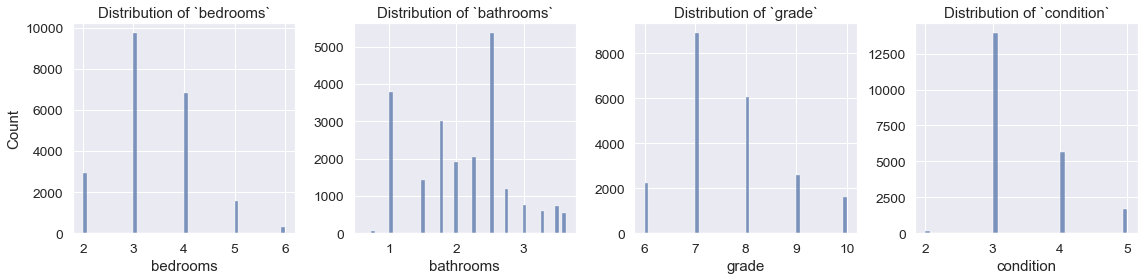 Distribution of `bedrooms`
10000
8000
6000
4000
2000
0
Count
2 3 4 5 6
bedrooms
Distribution of `bathrooms`
5000
4000
3000
2000
1000
0
1 2 3
bathrooms
Distribution of `grade`
8000
6000
4000
2000
0
6 7 8 9 10
grade
Distribution of `condition`
12500
10000
7500
5000
2500
0
2 3 4 5
condition